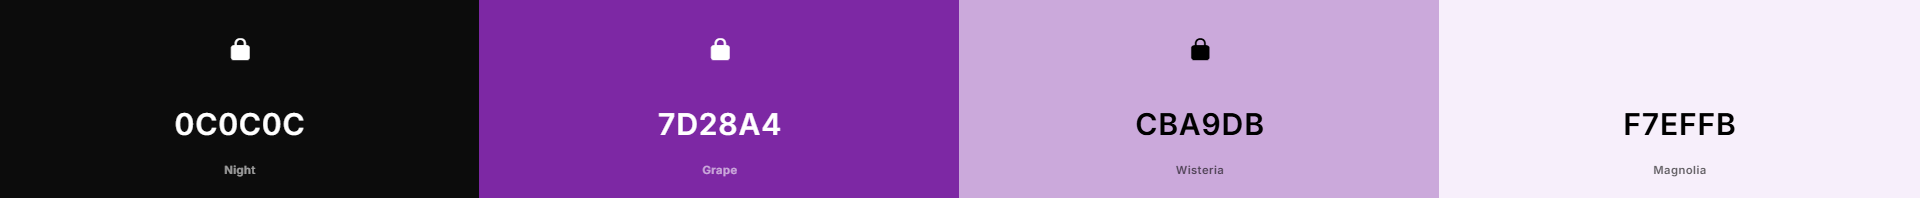 0C0C0C
Night
7D28A4
Grape
CBA9DB
Wisteria
F7EFFB
Magnolia